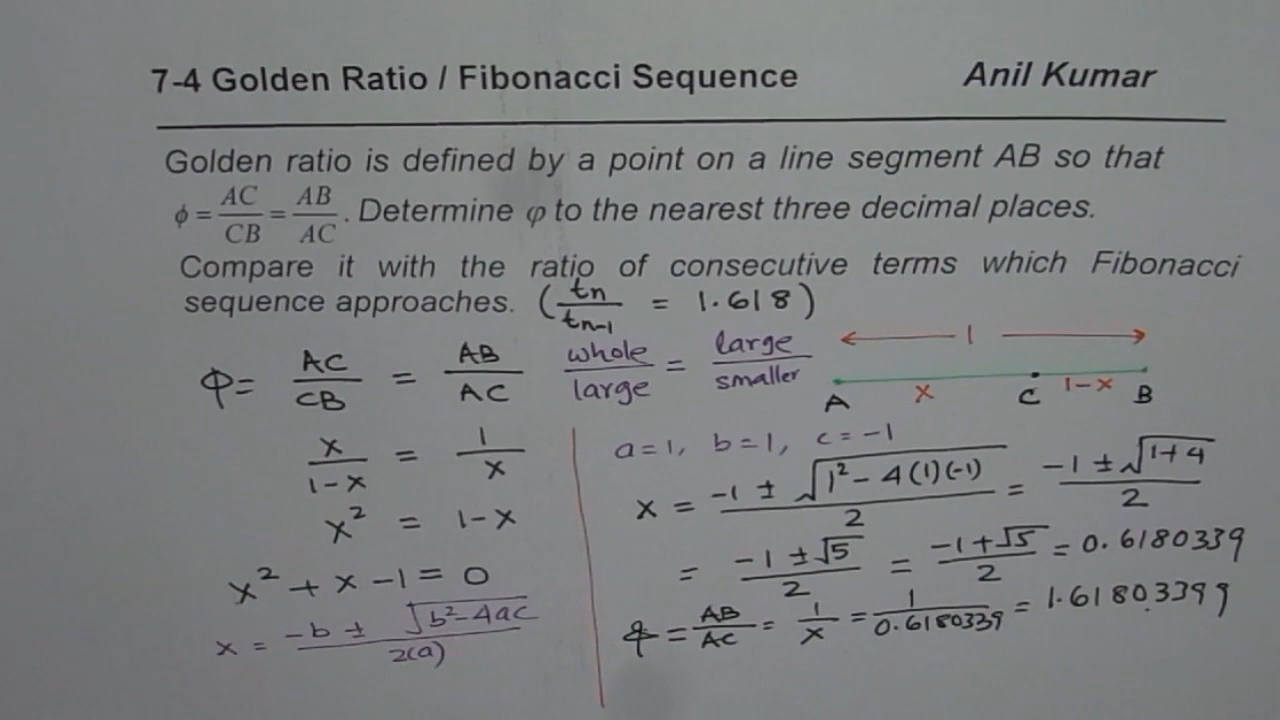 7-4 Golden Ratio / Fibonacci Sequence Anil Kumar
Golden ratio is defined by a point on a line segment AB so that
ϕ = AC/CB = AB/AC . Determine φ to the nearest three decimal places.
Compare it with the ratio of consecutive terms which Fibonacci
sequence approaches. (tn/tn-1 = 1.618)
φ = AC/CB = AB/AC
whole/large = large/smaller
1
A x C 1-x B
x/1-x = 1/x
x² = 1-x
x² + x - 1 = 0
x = -b ± √b²-4ac / 2(a)
a = 1, b = 1, c = -1
x = -1 ± √1² - 4(1)(-1) / 2 = -1 ± √1+4 / 2
= -1 ± √5 / 2 = -1 + √5 / 2 = 0.6180339
φ = AB/AC = 1/x = 1/0.6180339 = 1.61803399